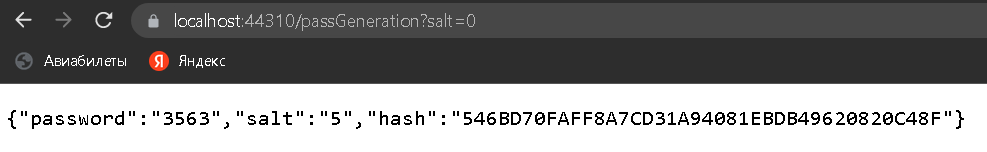 localhost:44310/passGeneration?salt=0
Авиабилеты Я Яндекс
{"password":"3563","salt":"5","hash":"546BD70FAFF8A7CD31A94081EBDB49620820C48F"}